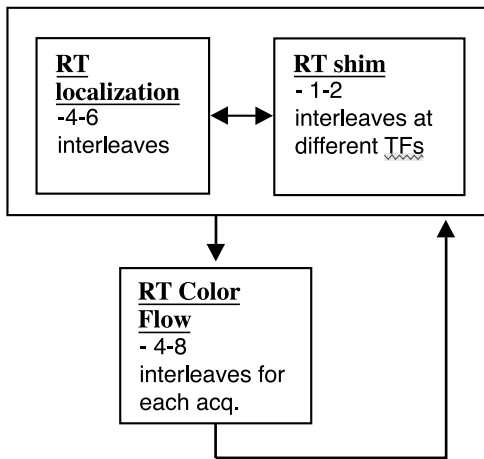 RT
localization
-4-6
interleaves
RT shim
- 1-2
interleaves at
different TFs
RT Color
Flow
- 4-8
interleaves for
each acq.